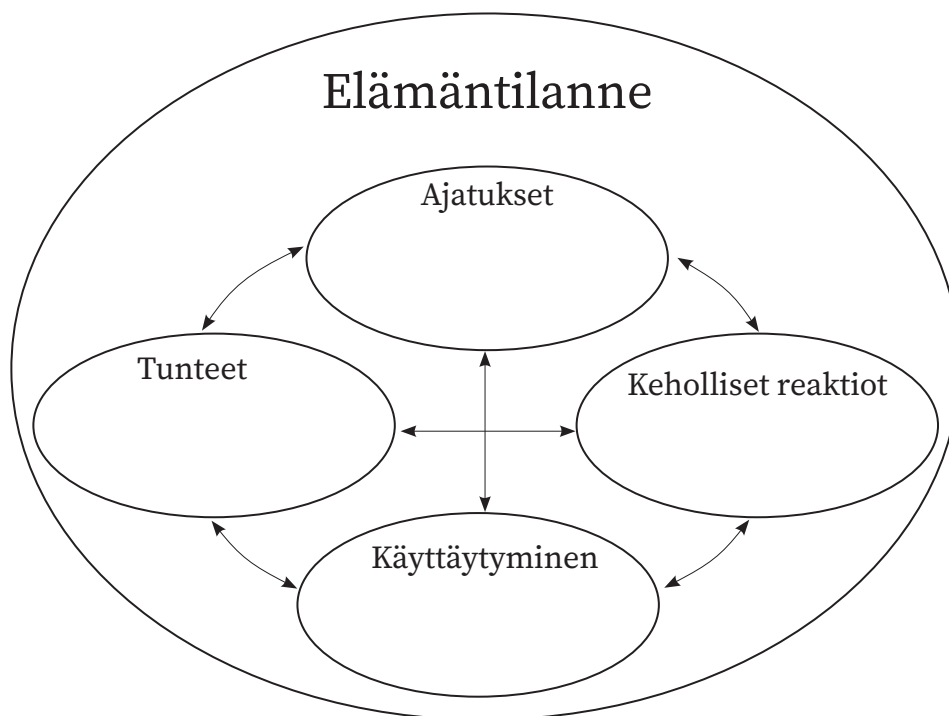 Elämäntilanne
Ajatukset
Tunteet
Keholliset reaktiot
Käyttäytyminen